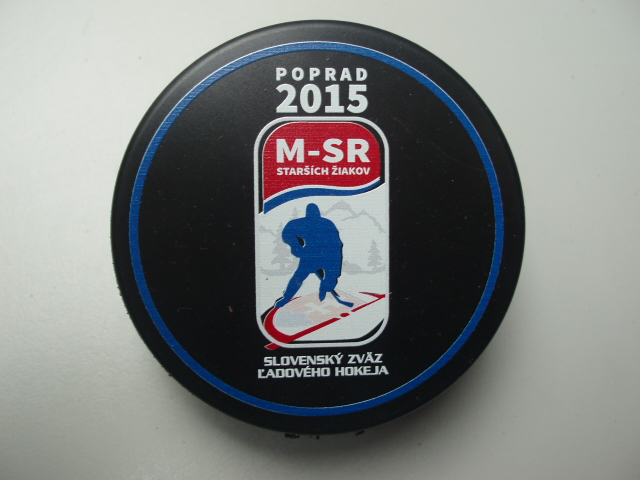 POPRAD
2015
M-SR
STARŠÍCH ŽIAKOV
SLOVENSKÝ ZVÄZ
ĽADOVÉHO HOKEJA